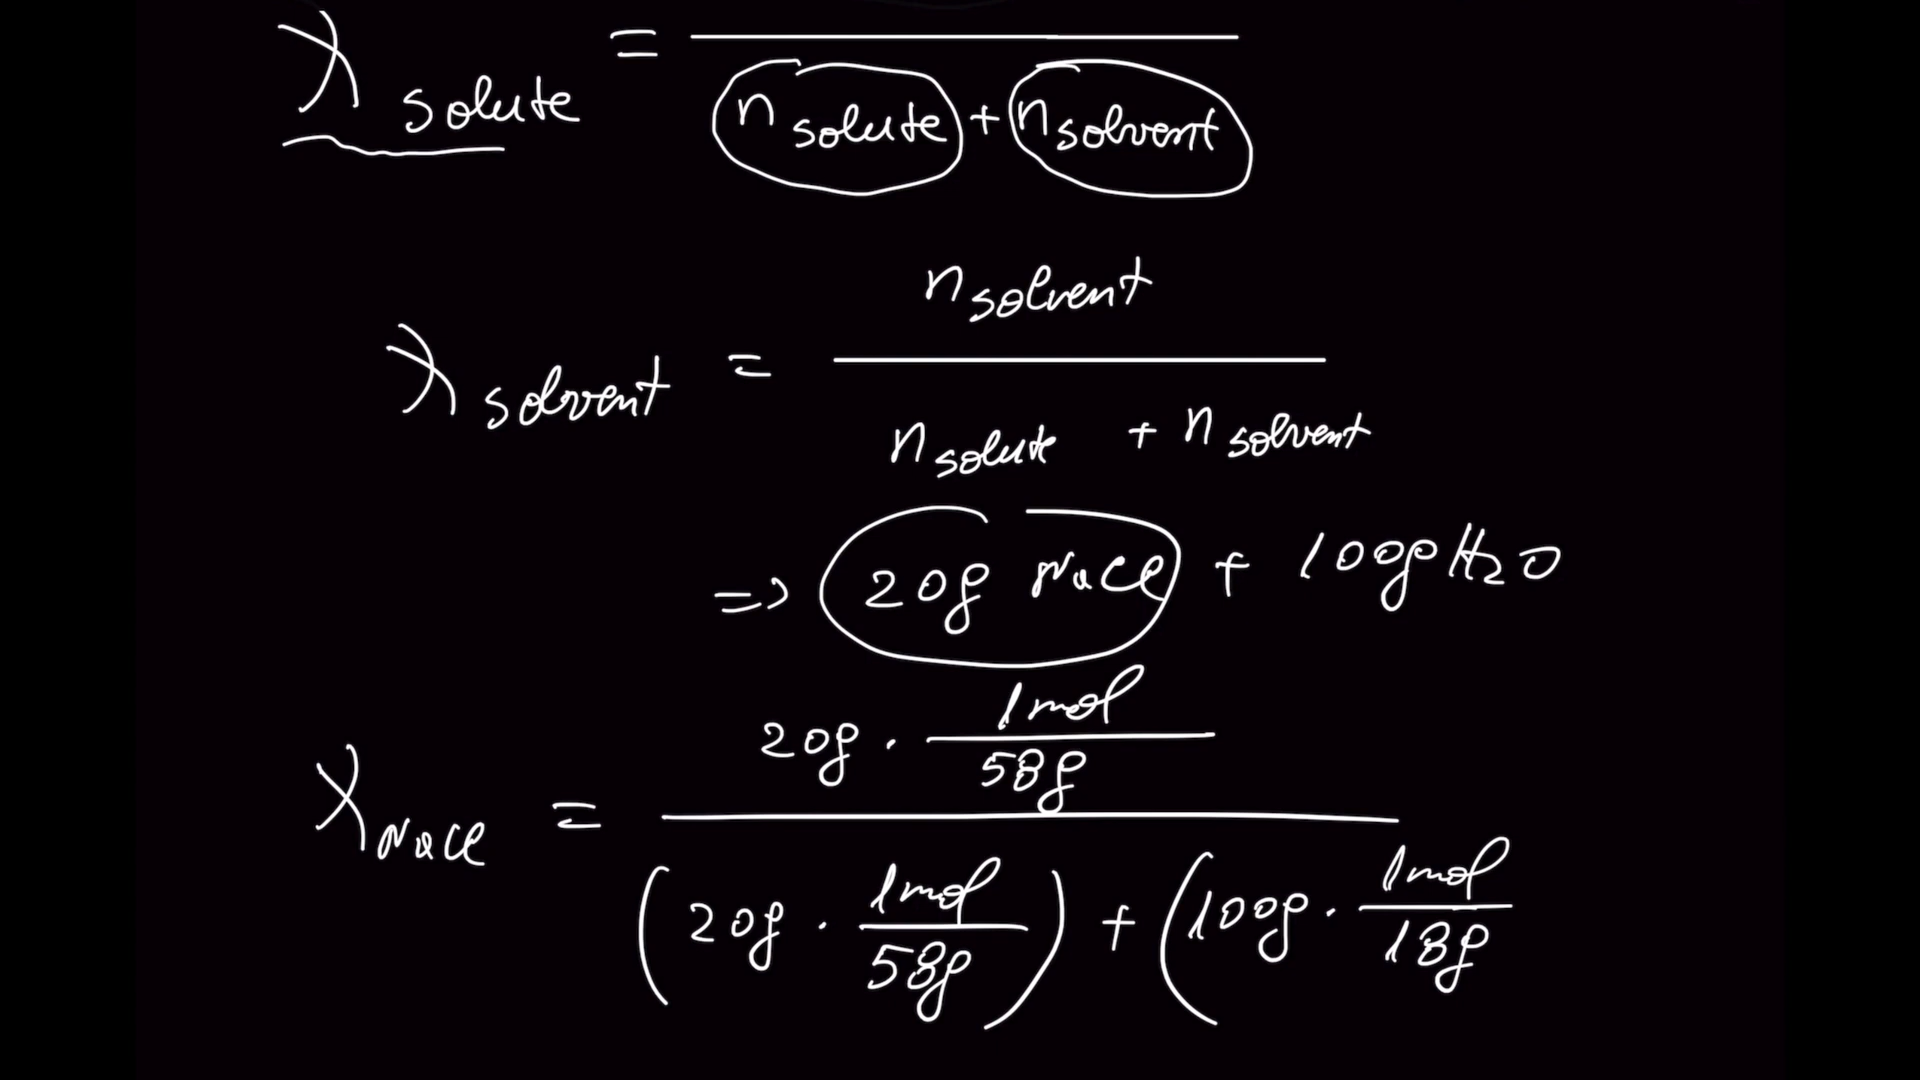 χ solute =
n solute + n solvent
n solvent
χ solvent =
n solute + n solvent
=> 20g NaCl + 100g H2O
20g · 1mol
58g
χ NaCl =
(20g · 1mol / 58g) + (100g · 1mol / 18g